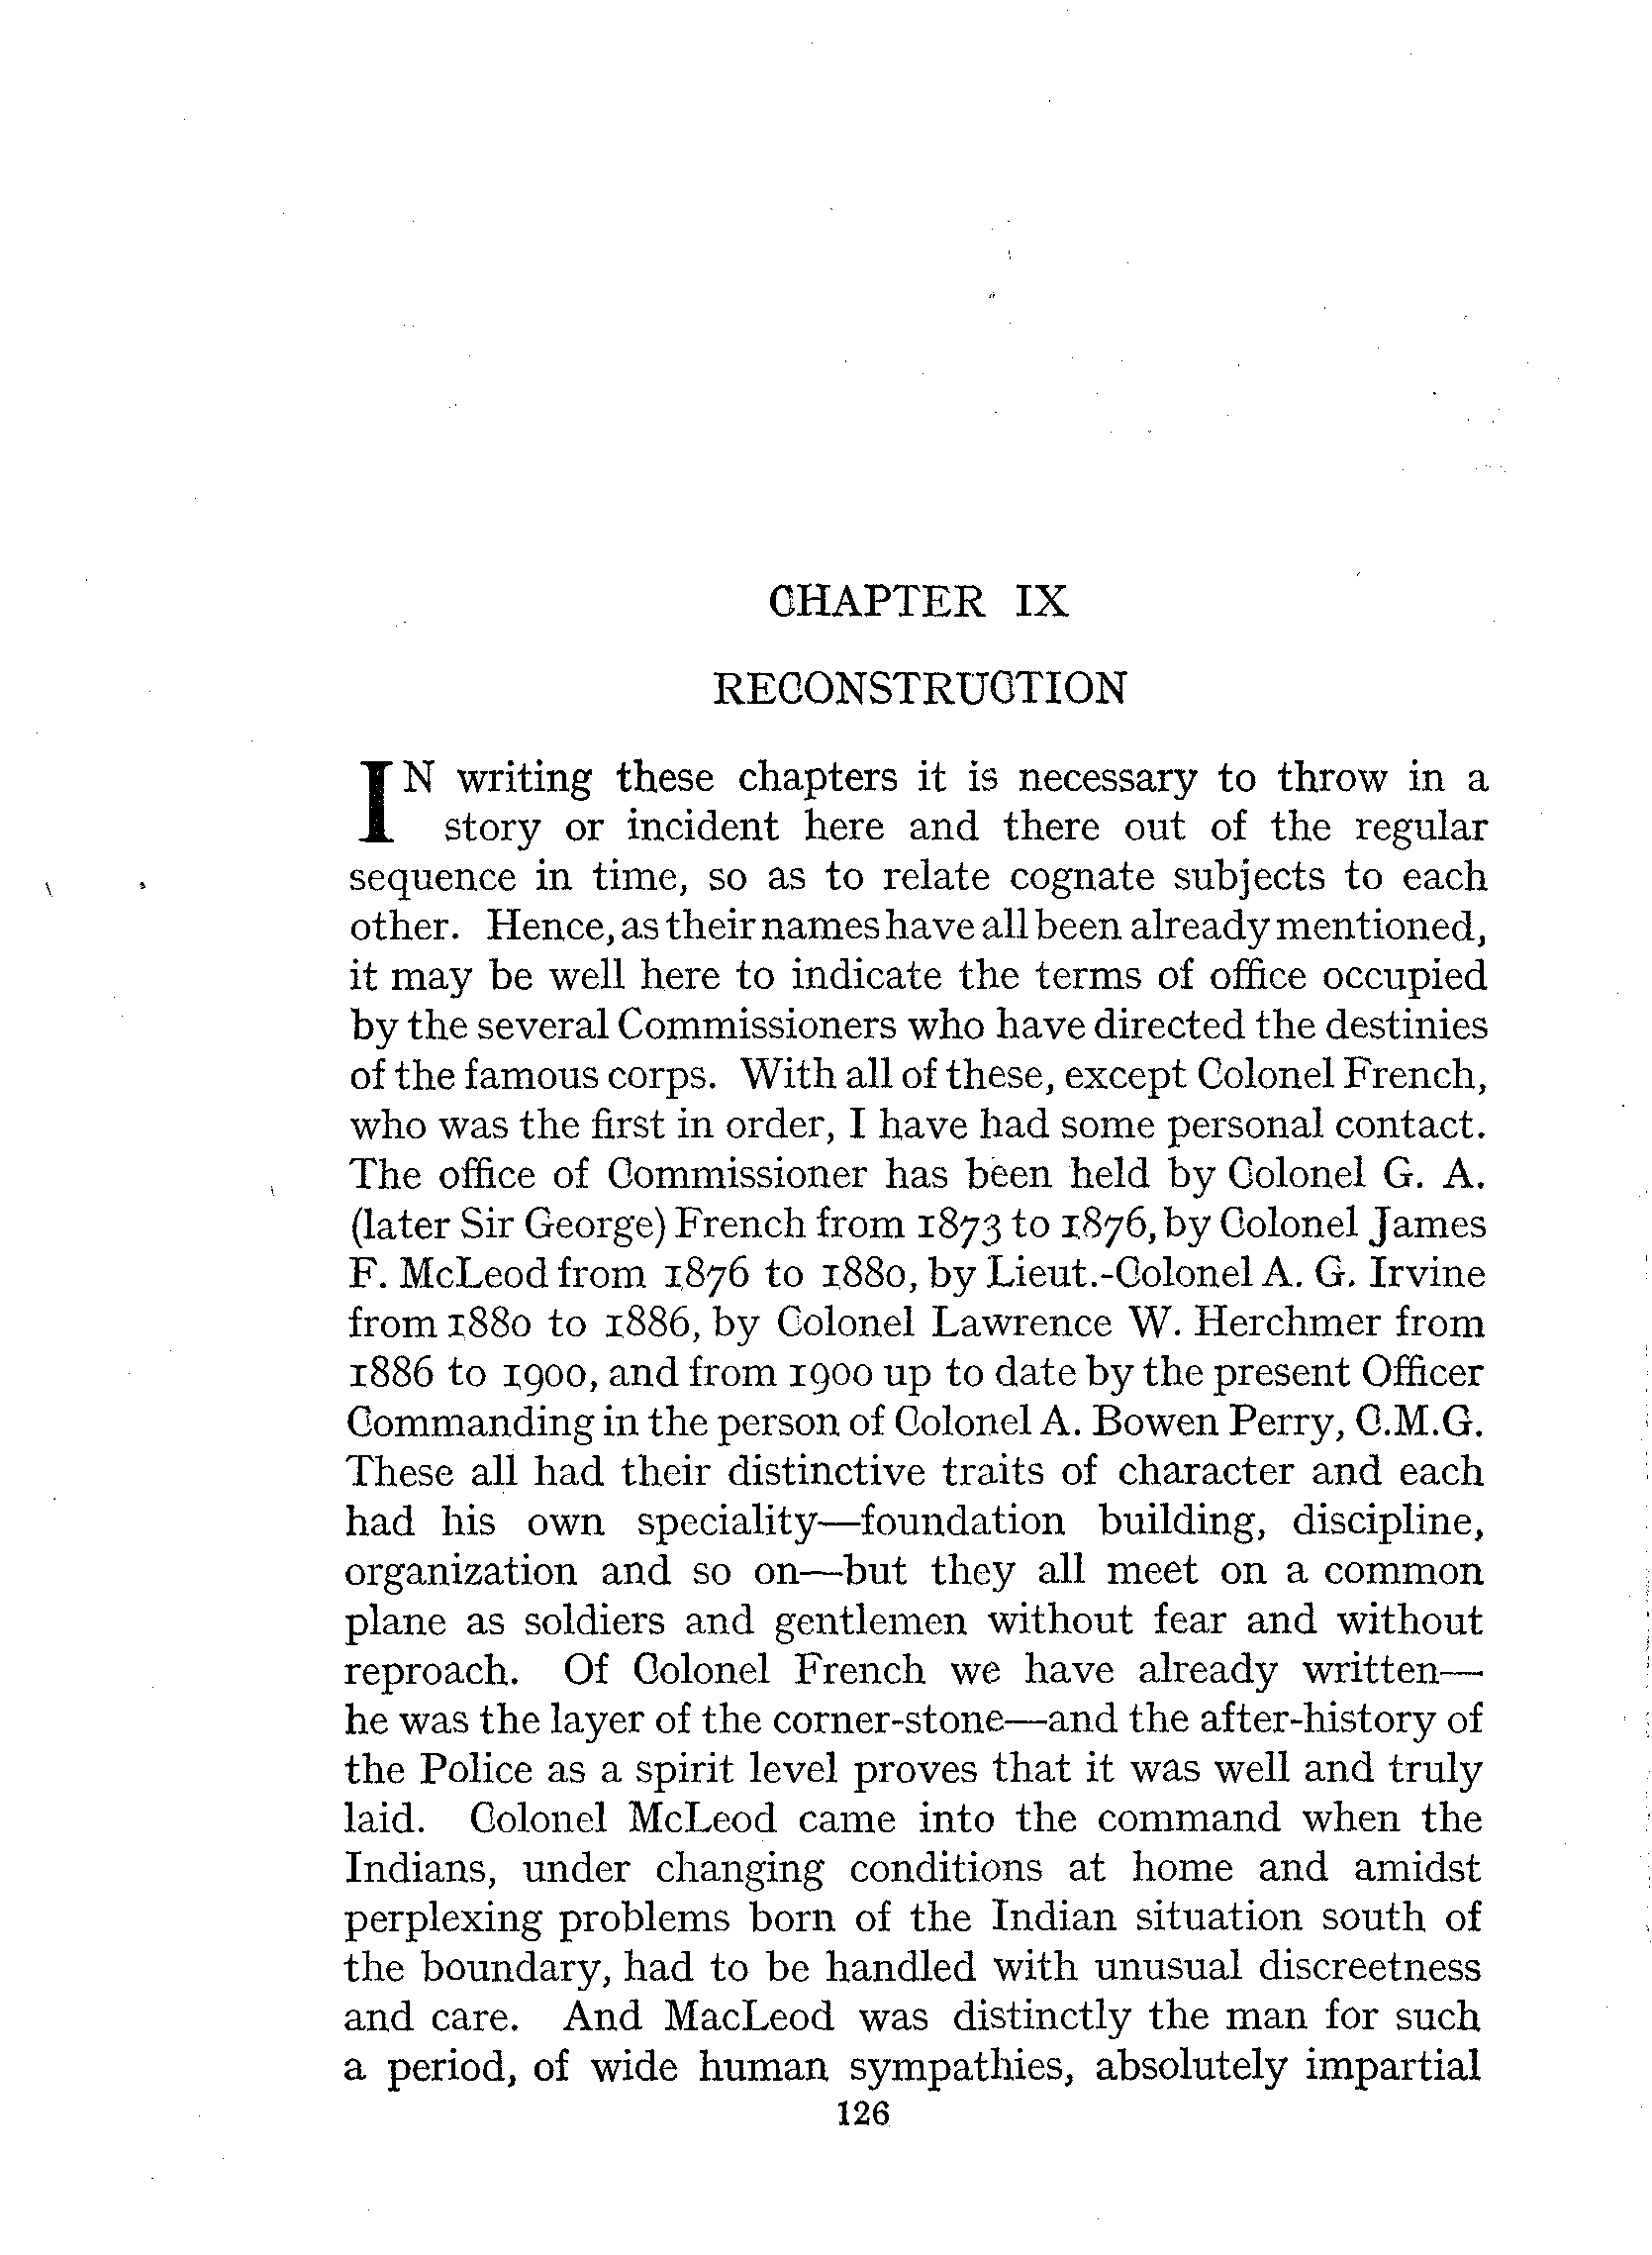 CHAPTER IX
RECONSTRUCTION
IN writing these chapters it is necessary to throw in a
story or incident here and there out of the regular
sequence in time, so as to relate cognate subjects to each
other. Hence, as their names have all been already mentioned,
it may be well here to indicate the terms of office occupied
by the several Commissioners who have directed the destinies
of the famous corps. With all of these, except Colonel French,
who was the first in order, I have had some personal contact.
The office of Commissioner has been held by Colonel G. A.
(later Sir George) French from 1873 to 1876, by Colonel James
F. McLeod from 1876 to 1880, by Lieut.-Colonel A. G. Irvine
from 1880 to 1886, by Colonel Lawrence W. Herchmer from
1886 to 1900, and from 1900 up to date by the present Officer
Commanding in the person of Colonel A. Bowen Perry, C.M.G.
These all had their distinctive traits of character and each
had his own speciality—foundation building, discipline,
organization and so on—but they all meet on a common
plane as soldiers and gentlemen without fear and without
reproach. Of Colonel French we have already written—
he was the layer of the corner-stone—and the after-history of
the Police as a spirit level proves that it was well and truly
laid. Colonel McLeod came into the command when the
Indians, under changing conditions at home and amidst
perplexing problems born of the Indian situation south of
the boundary, had to be handled with unusual discreetness
and care. And MacLeod was distinctly the man for such
a period, of wide human sympathies, absolutely impartial
126